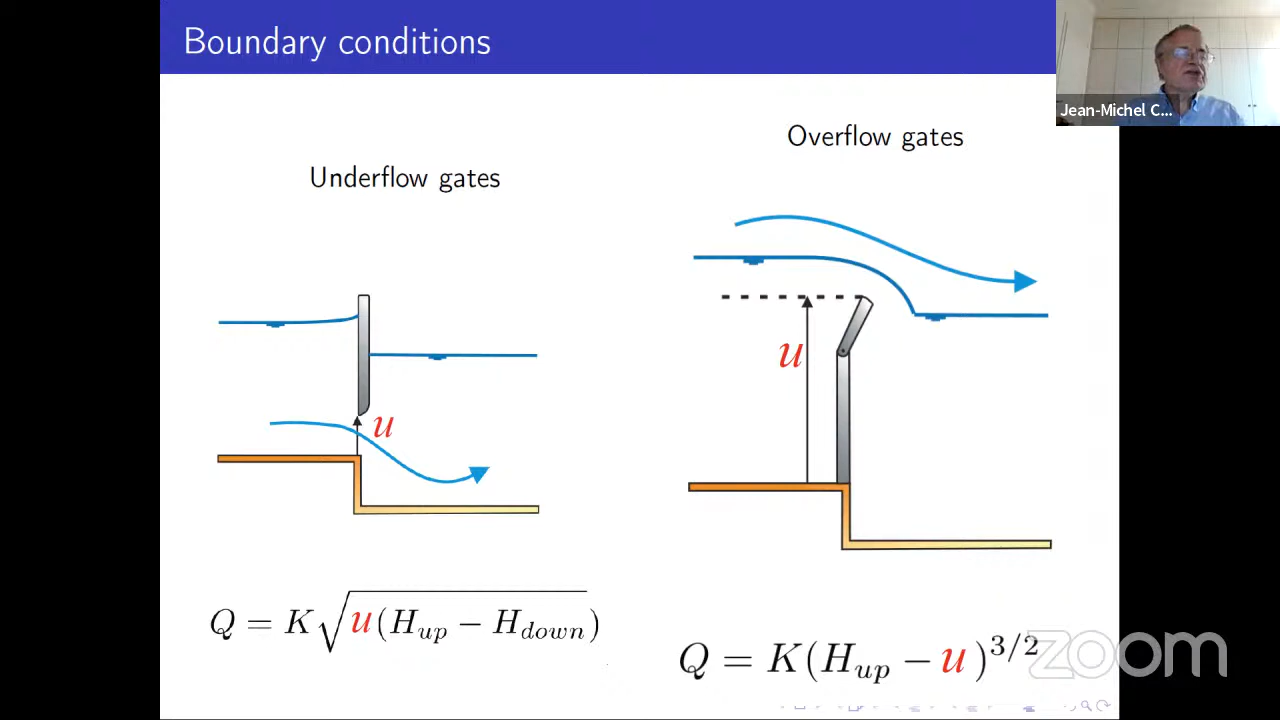 Boundary conditions
Jean-Michel C...
Overflow gates
Underflow gates
u
u
Q = K√u(H_up − H_down)
Q = K(H_up − u)^{3/2}
zoom